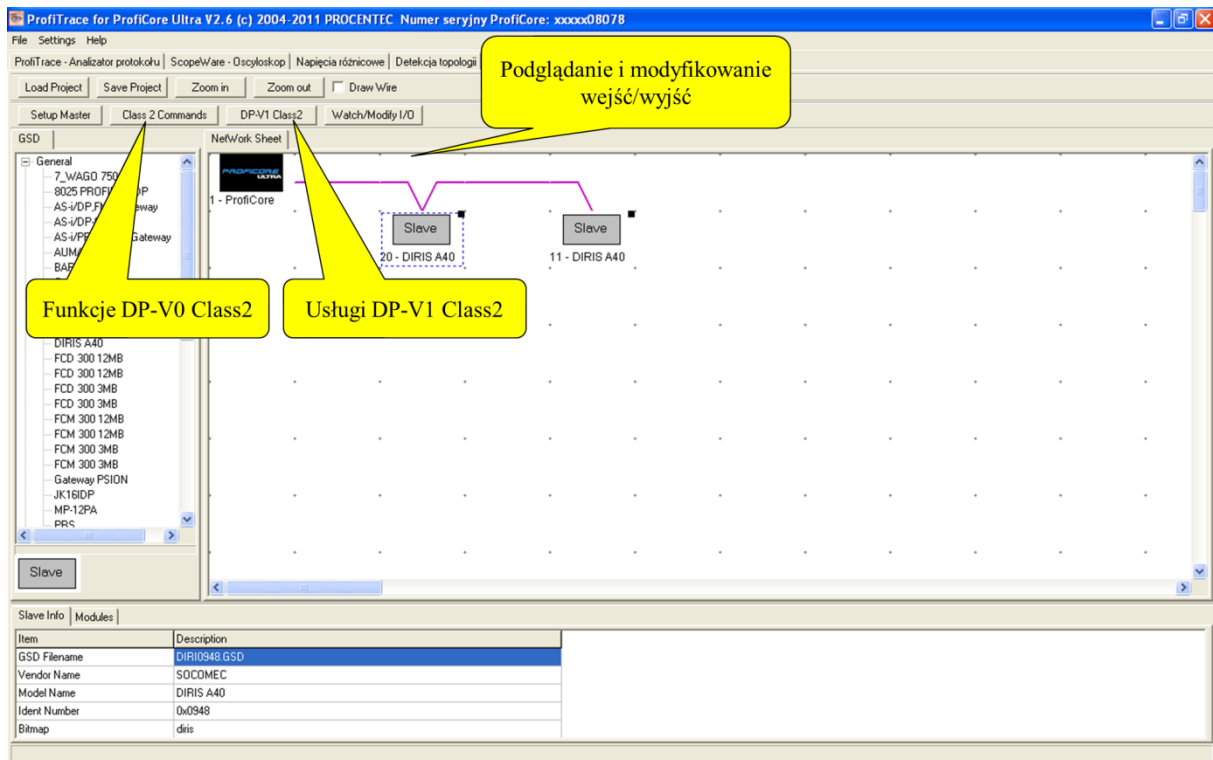 ProfiTrace for ProfiCore Ultra V2.6 (c) 2004-2011 PROCENTEC Numer seryjny ProfiCore: xxxxx08078
File Settings Help
ProfiTrace - Analizator protokołu ScopeWare - Oscyloskop Napięcia różnicowe Detekcja topologii
Podglądanie i modyfikowanie
wejść/wyjść
Load Project Save Project Zoom in Zoom out Draw Wire
Setup Master Class 2 Commands DP-V1 Class2 Watch/Modify I/O
GSD
NetWork Sheet
General
7_WAGO 750
8025 PROFI DP
AS-i/DP,F eway
AS-i/DP-
AS-i/P Gateway
AUM
BAR
PROFICORE
ULTRA
1 - ProfiCore
Slave
20 - DIRIS A40
Slave
11 - DIRIS A40
Funkcje DP-V0 Class2
Usługi DP-V1 Class2
DIRIS A40
FCD 300 12MB
FCD 300 12MB
FCD 300 3MB
FCD 300 3MB
FCM 300 12MB
FCM 300 12MB
FCM 300 3MB
FCM 300 3MB
Gateway PSION
JK16IDP
MP-12PA
PBS
Slave
Slave Info Modules
Item Description
GSD Filename DIRI0948.GSD
Vendor Name SOCOMEC
Model Name DIRIS A40
Ident Number 0x0948
Bitmap diris